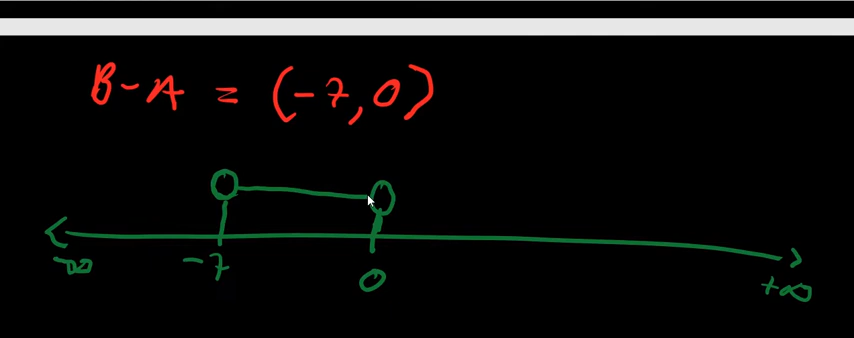 B-A = (-7,0)
-∞ -7 0 +∞